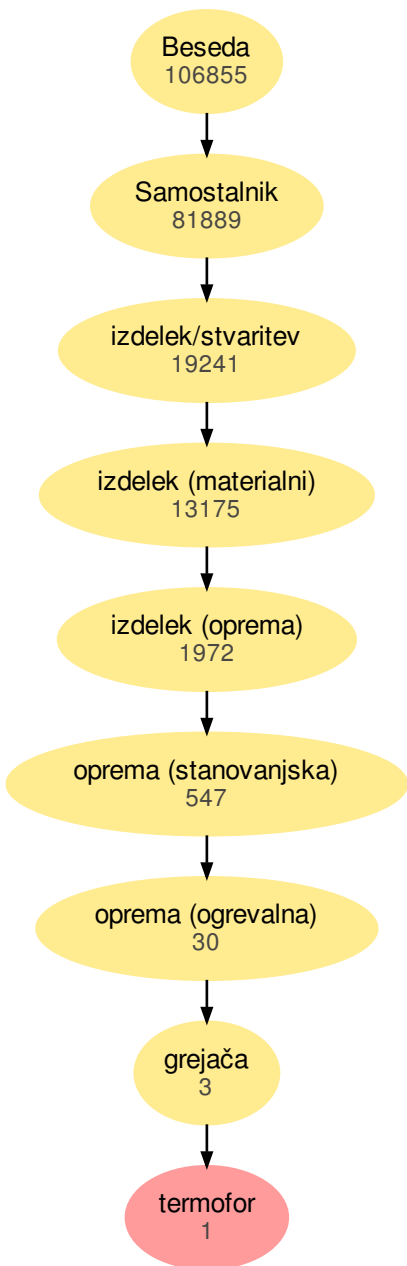 Beseda
106855
Samostalnik
81889
izdelek/stvaritev
19241
izdelek (materialni)
13175
izdelek (oprema)
1972
oprema (stanovanjska)
547
oprema (ogrevalna)
30
grejača
3
termofor
1